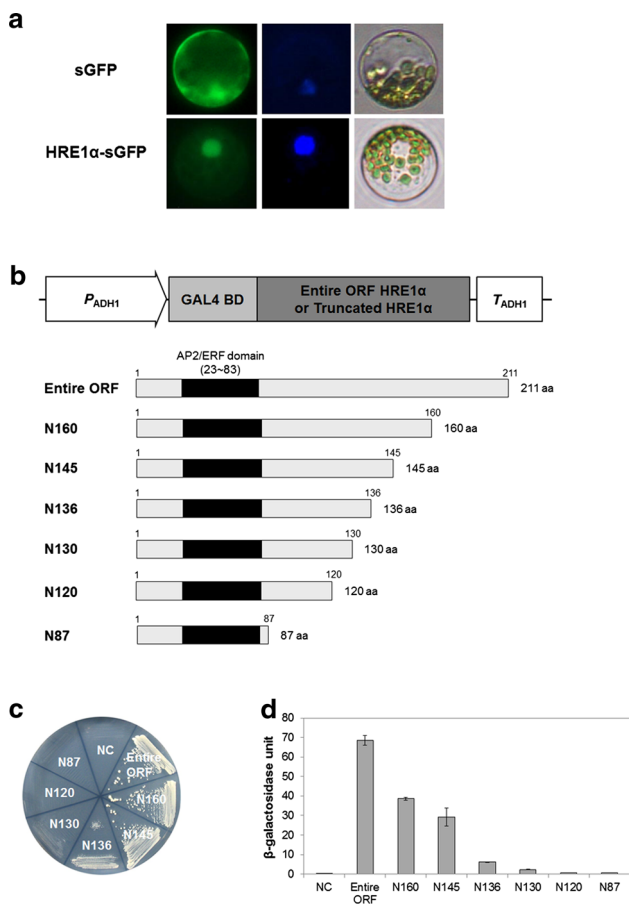 a
sGFP
HRE1α-sGFP
b
P ADH1
GAL4 BD
Entire ORF HRE1α
or Truncated HRE1α
T ADH1
AP2/ERF domain
(23~83)
1
211
Entire ORF
211 aa
1
160
N160
160 aa
1
145
N145
145 aa
1
136
N136
136 aa
1
130
N130
130 aa
1
120
N120
120 aa
1
87
N87
87 aa
c
NC
Entire
ORF
N87
N160
N120
N130
N145
N136
d
β-galactosidase unit
80
70
60
50
40
30
20
10
0
NC
Entire
ORF
N160
N145
N136
N130
N120
N87